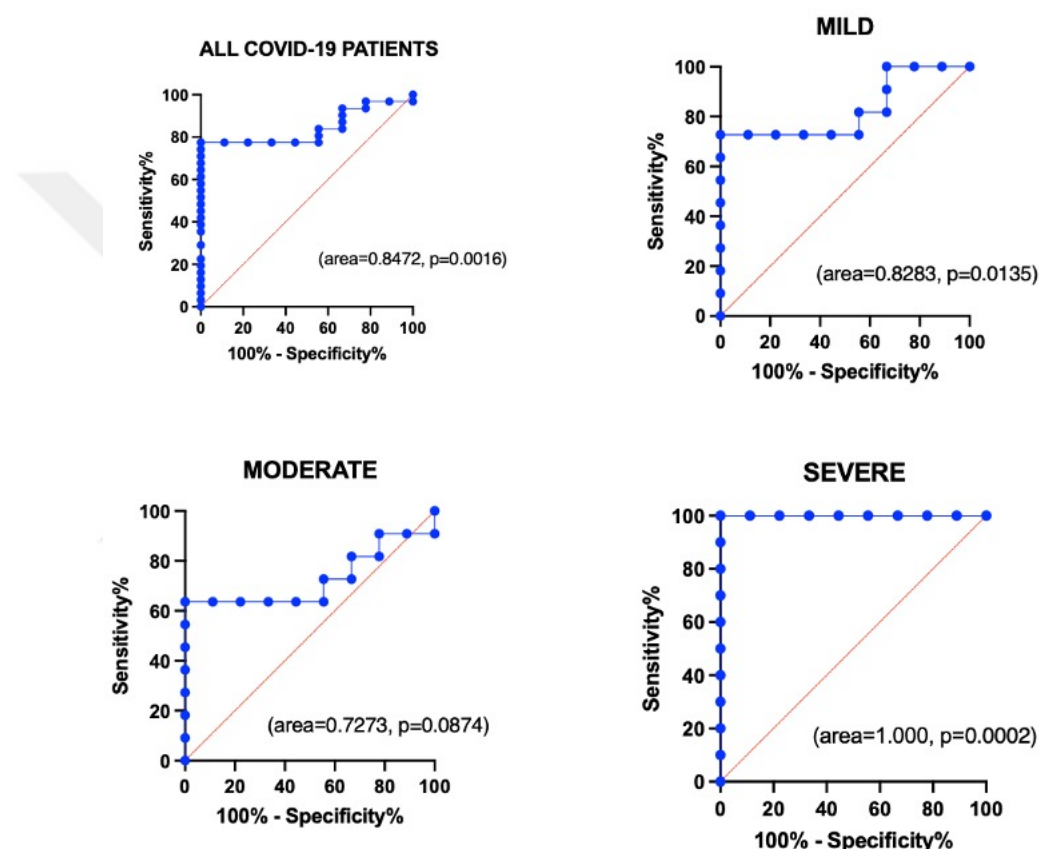 ALL COVID-19 PATIENTS
100
80
60
40
20
0
Sensitivity%
(area=0.8472, p=0.0016)
0 20 40 60 80 100
100% - Specificity%
MILD
100
80
60
40
20
0
Sensitivity%
(area=0.8283, p=0.0135)
0 20 40 60 80 100
100% - Specificity%
MODERATE
100
80
60
40
20
0
Sensitivity%
(area=0.7273, p=0.0874)
0 20 40 60 80 100
100% - Specificity%
SEVERE
100
80
60
40
20
0
Sensitivity%
(area=1.000, p=0.0002)
0 20 40 60 80 100
100% - Specificity%